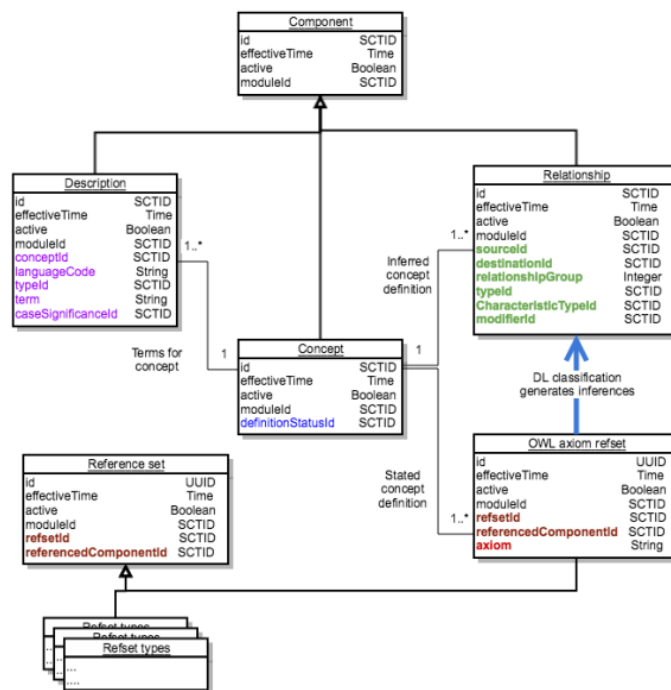 Component
id SCTID
effectiveTime Time
active Boolean
moduleId SCTID
Description
id SCTID
effectiveTime Time
active Boolean
moduleId SCTID
conceptId SCTID
languageCode String
typeId SCTID
term String
caseSignificanceId SCTID
Relationship
id SCTID
effectiveTime Time
active Boolean
moduleId SCTID
sourceId SCTID
destinationId SCTID
relationshipGroup Integer
typeId SCTID
CharacteristicTypeId SCTID
modifierId SCTID
1..*
1..*
Inferred
concept
definition
Terms for
concept
1
1
Concept
id SCTID
effectiveTime Time
active Boolean
moduleId SCTID
definitionStatusId SCTID
DL classification
generates inferences
Reference set
id UUID
effectiveTime Time
active Boolean
moduleId SCTID
refsetId SCTID
referencedComponentId SCTID
Stated
concept
definition
1..*
OWL axiom refset
id UUID
effectiveTime Time
active Boolean
moduleId SCTID
refsetId SCTID
referencedComponentId SCTID
axiom String
Refset types
Refset types
Refset types
...
....